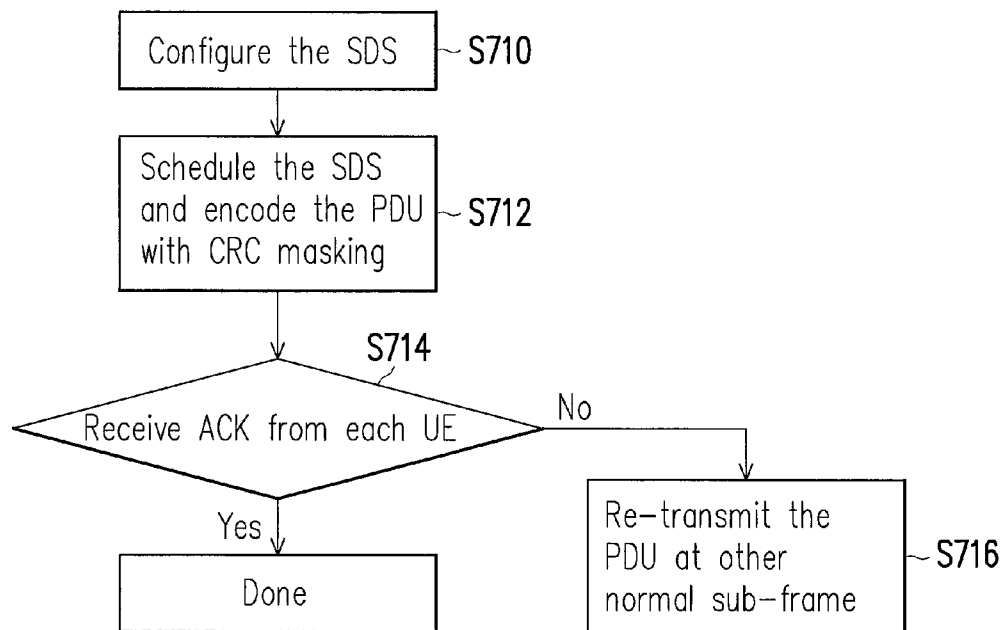 Configure the SDS
S710
Schedule the SDS
and encode the PDU
with CRC masking
S712
S714
Receive ACK from each UE
No
Yes
Re-transmit the
PDU at other
normal sub-frame
S716
Done